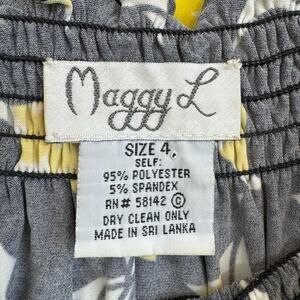 Maggy L
SIZE 4
SELF:
95% POLYESTER
5% SPANDEX
RN# 58142 ©
DRY CLEAN ONLY
MADE IN SRI LANKA